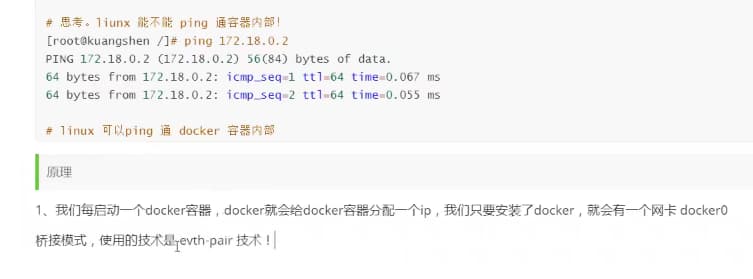 # 思考。liunx 能不能 ping 通容器内部!
[root@kuangshen /]# ping 172.18.0.2
PING 172.18.0.2 (172.18.0.2) 56(84) bytes of data.
64 bytes from 172.18.0.2: icmp_seq=1 ttl=64 time=0.067 ms
64 bytes from 172.18.0.2: icmp_seq=2 ttl=64 time=0.055 ms
# linux 可以ping 通 docker 容器内部
原理
1、我们每启动一个docker容器，docker就会给docker容器分配一个ip，我们只要安装了docker，就会有一个网卡 docker0
桥接模式，使用的技术是 evth-pair 技术！